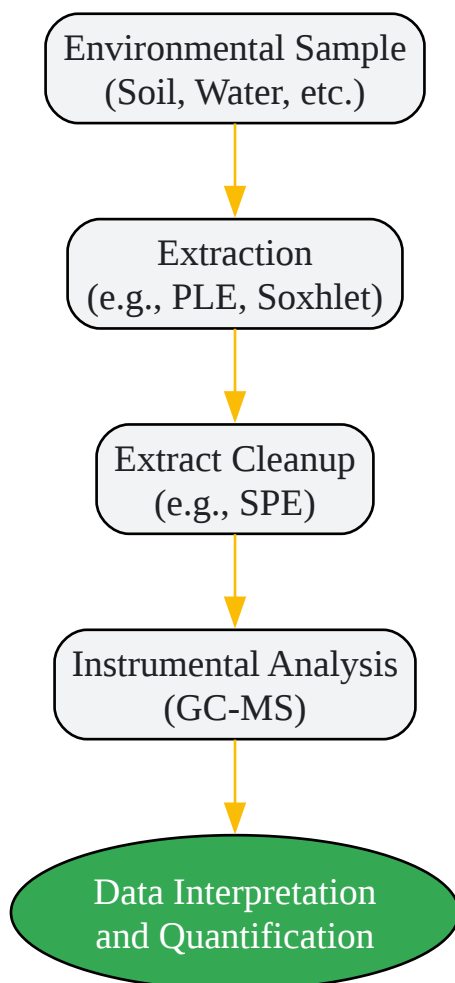 Environmental Sample
(Soil, Water, etc.)
Extraction
(e.g., PLE, Soxhlet)
Extract Cleanup
(e.g., SPE)
Instrumental Analysis
(GC-MS)
Data Interpretation
and Quantification